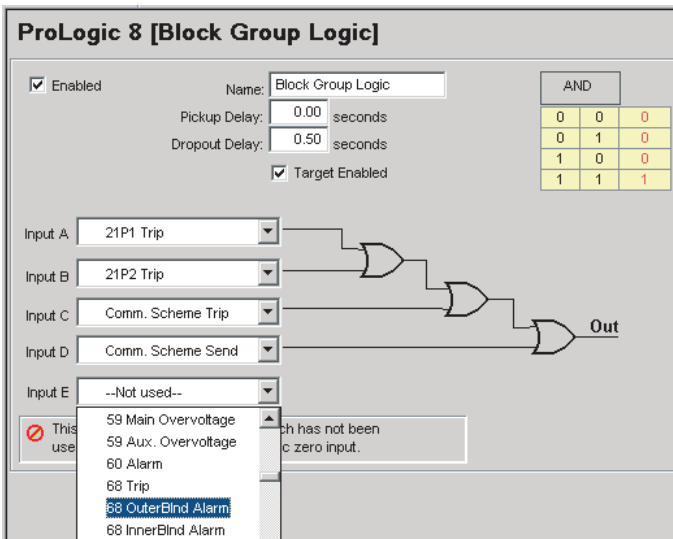 ProLogic 8 [Block Group Logic]
Enabled
Name: Block Group Logic
Pickup Delay: 0.00 seconds
Dropout Delay: 0.50 seconds
Target Enabled
AND
0 0 0
0 1 0
1 0 0
1 1 1
Input A 21P1 Trip
Input B 21P2 Trip
Input C Comm. Scheme Trip
Input D Comm. Scheme Send
Out
Input E --Not used--
59 Main Overvoltage
59 Aux. Overvoltage
60 Alarm
68 Trip
68 OuterBlnd Alarm
68 InnerBlnd Alarm
This ch has not been
use c zero input.